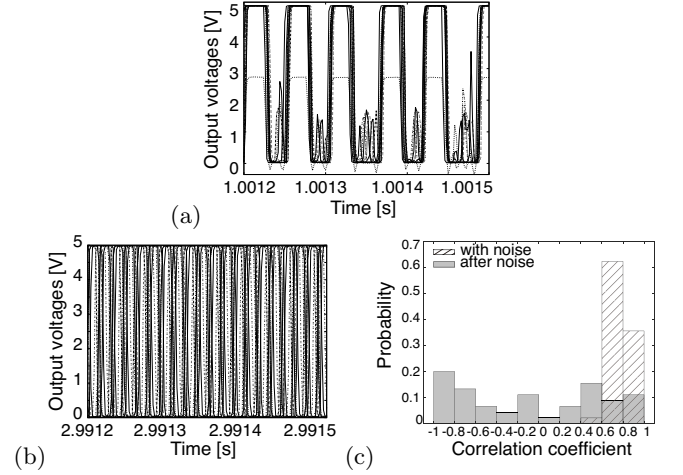 Output voltages [V]
5
4
3
2
1
0
1.0012 1.0013 1.0014 1.0015
Time [s]
(a)
Output voltages [V]
5
4
3
2
1
0
2.9912 2.9913 2.9914 2.9915
Time [s]
(b)
Probability
0.7
0.6
0.5
0.4
0.3
0.2
0.1
0
with noise
after noise
-1 -0.8 -0.6 -0.4 -0.2 0 0.2 0.4 0.6 0.8 1
Correlation coefficient
(c)